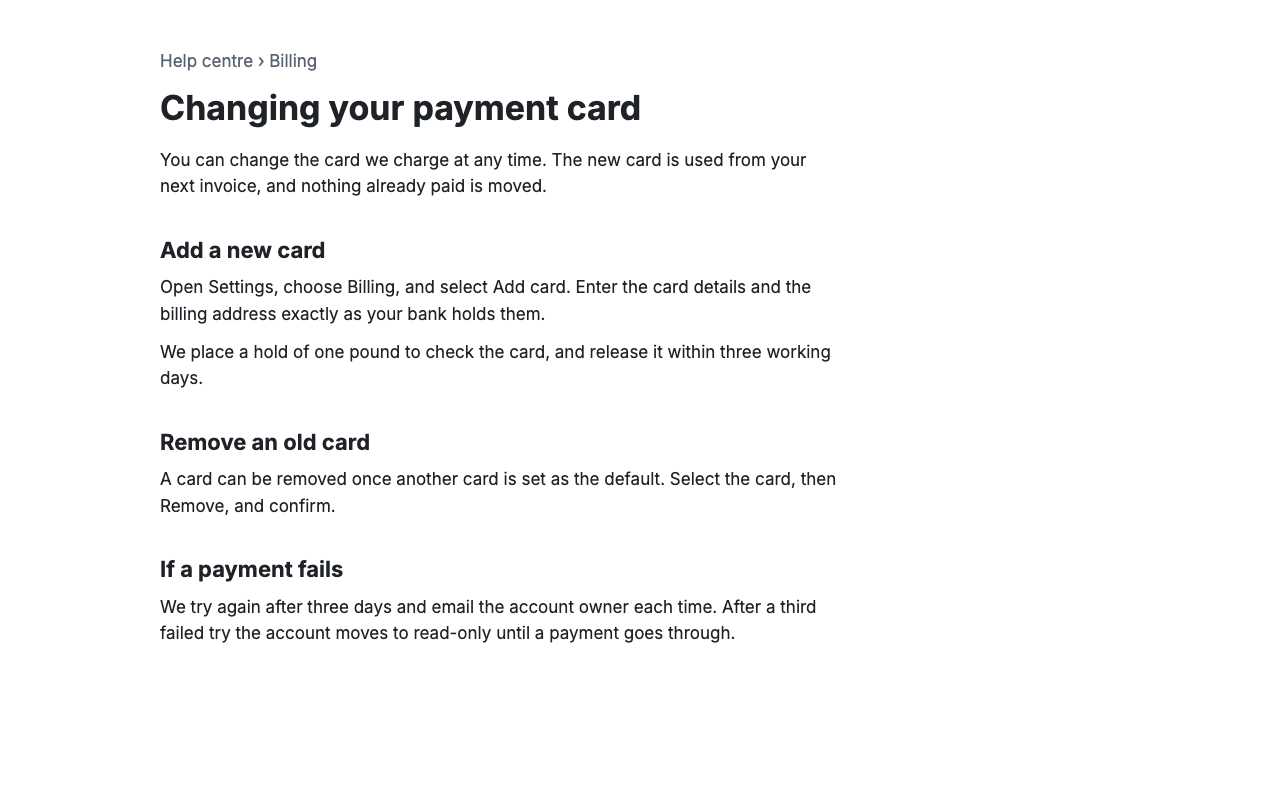 Help centre › Billing
Changing your payment card
You can change the card we charge at any time. The new card is used from your
next invoice, and nothing already paid is moved.
Add a new card
Open Settings, choose Billing, and select Add card. Enter the card details and the
billing address exactly as your bank holds them.
We place a hold of one pound to check the card, and release it within three working
days.
Remove an old card
A card can be removed once another card is set as the default. Select the card, then
Remove, and confirm.
If a payment fails
We try again after three days and email the account owner each time. After a third
failed try the account moves to read-only until a payment goes through.